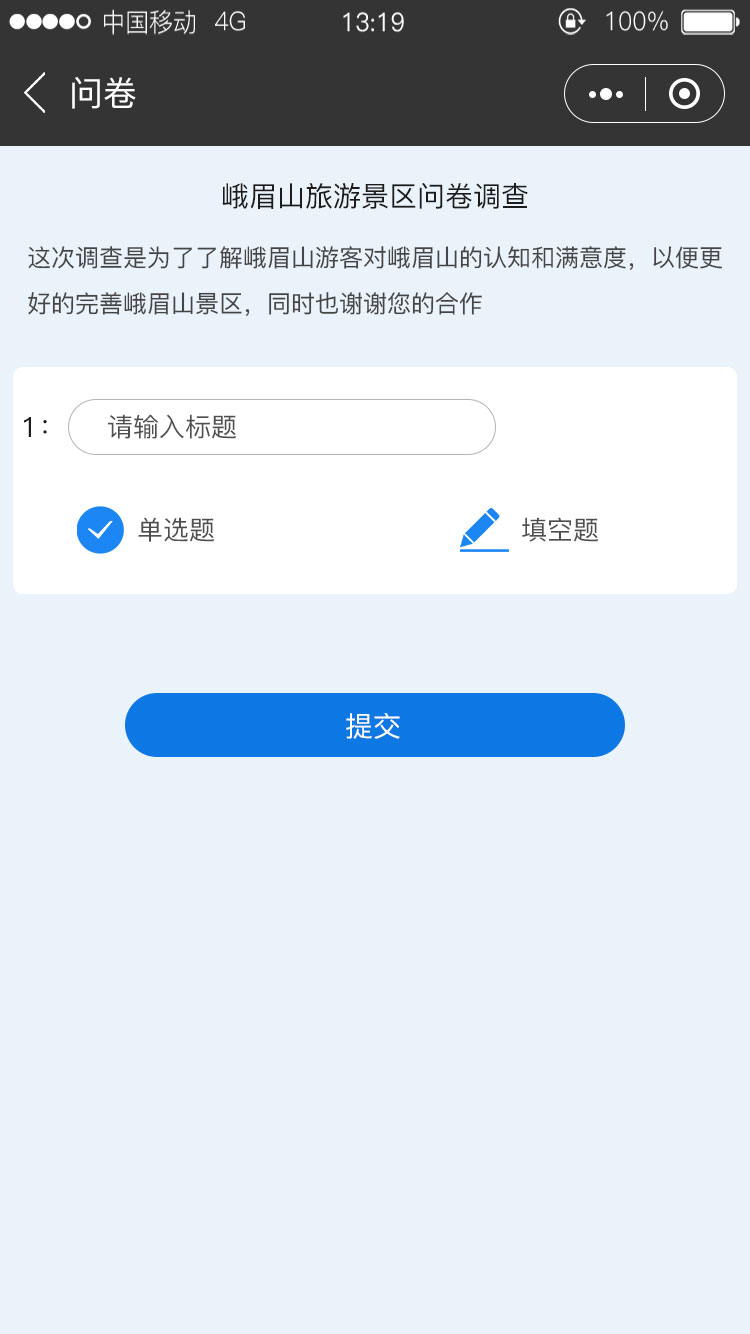 中国移动 4G 13:19 100%
问卷
峨眉山旅游景区问卷调查
这次调查是为了了解峨眉山游客对峨眉山的认知和满意度，以便更
好的完善峨眉山景区，同时也谢谢您的合作
1： 请输入标题
单选题 填空题
提交